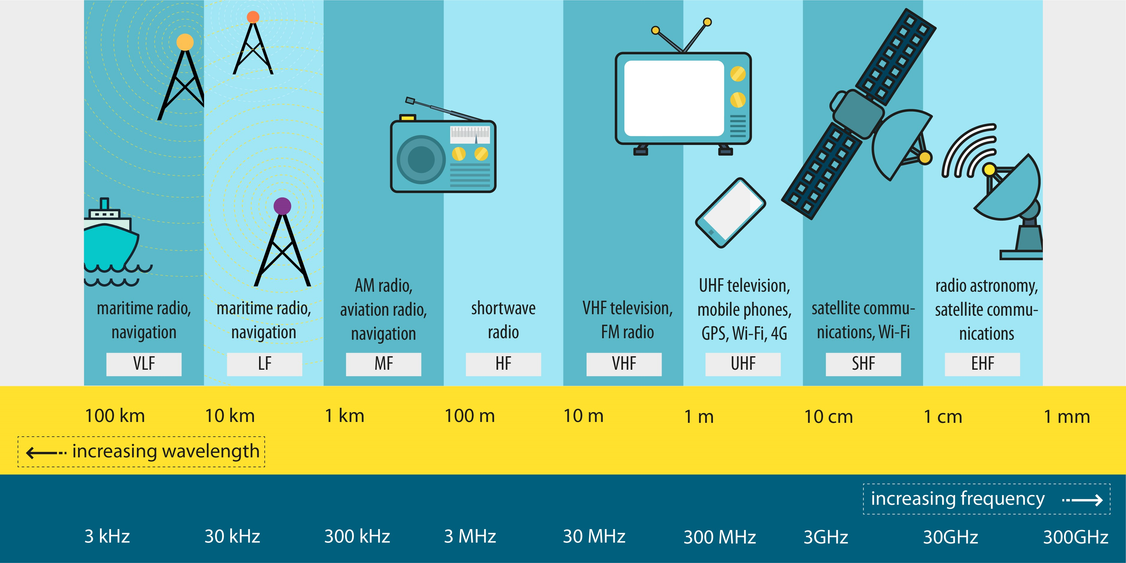 maritime radio,
navigation
VLF
maritime radio,
navigation
LF
AM radio,
aviation radio,
navigation
MF
shortwave
radio
HF
VHF television,
FM radio
VHF
UHF television,
mobile phones,
GPS, Wi-Fi, 4G
UHF
satellite commu-
nications, Wi-Fi
SHF
radio astronomy,
satellite commu-
nications
EHF
100 km 10 km 1 km 100 m 10 m 1 m 10 cm 1 cm 1 mm
increasing wavelength
increasing frequency
3 kHz 30 kHz 300 kHz 3 MHz 30 MHz 300 MHz 3GHz 30GHz 300GHz